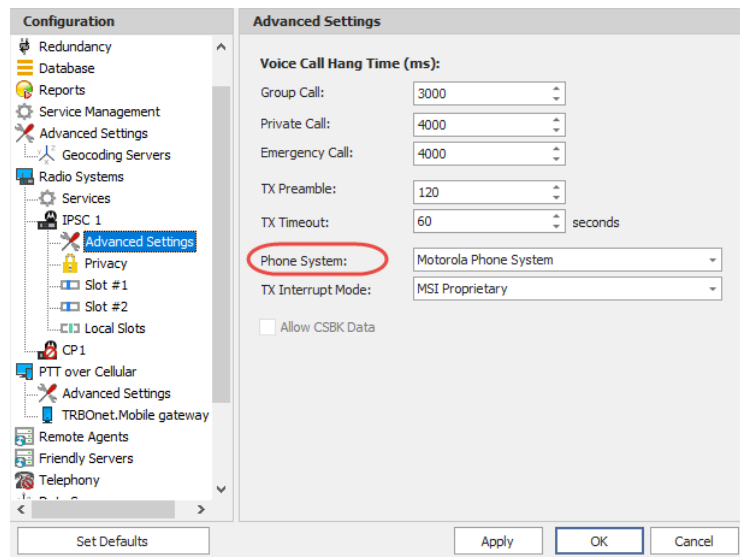 Configuration
Redundancy
Database
Reports
Service Management
Advanced Settings
Geocoding Servers
Radio Systems
Services
IPSC 1
Advanced Settings
Privacy
Slot #1
Slot #2
Local Slots
CP1
PTT over Cellular
Advanced Settings
TRBOnet.Mobile gateway
Remote Agents
Friendly Servers
Telephony
Set Defaults
Advanced Settings
Voice Call Hang Time (ms):
Group Call: 3000
Private Call: 4000
Emergency Call: 4000
TX Preamble: 120
TX Timeout: 60 seconds
Phone System: Motorola Phone System
TX Interrupt Mode: MSI Proprietary
Allow CSBK Data
Apply OK Cancel